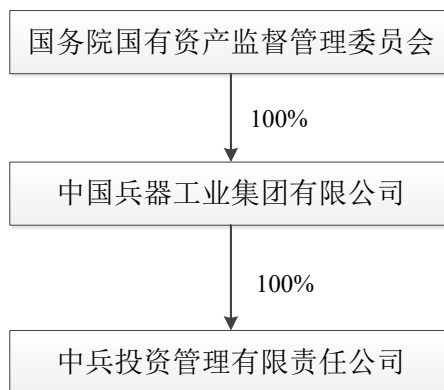 国务院国有资产监督管理委员会
100%
中国兵器工业集团有限公司
100%
中兵投资管理有限责任公司